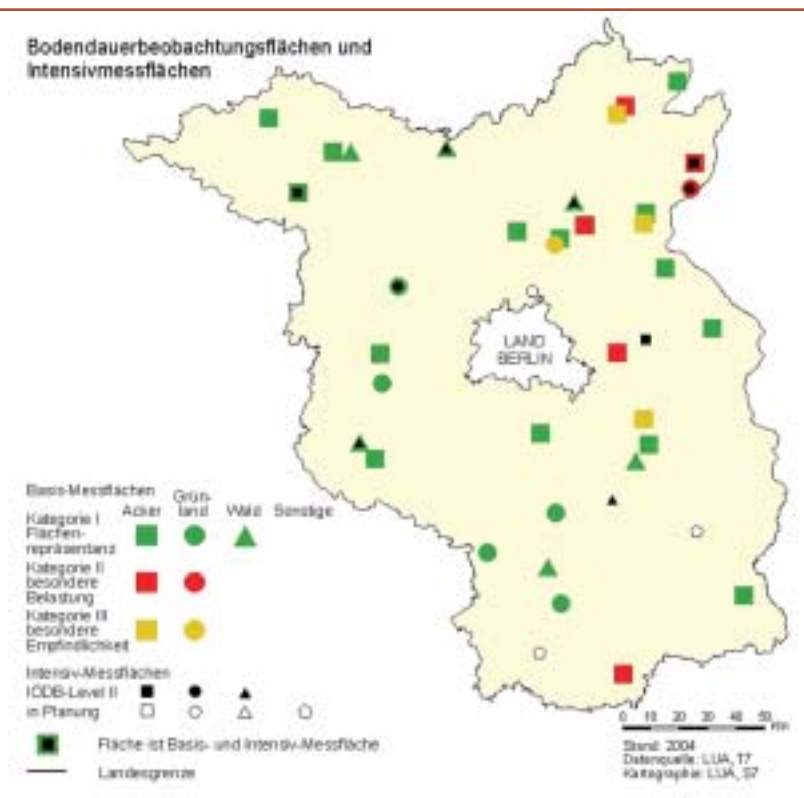 Bodendauerbeobachtungsflächen und
Intensivmessflächen
LAND
BERLIN
Basis-Messflächen
Acker Grün-
land Wald Sonstige
Kategorie I
Flächen-
repräsentanz
Kategorie II
besondere
Belastung
Kategorie III
besondere
Empfindlichkeit
Intensiv-Messflächen
IODB-Level II
in Planung
Fläche ist Basis- und Intensiv-Messfläche
Landesgrenze
0 10 20 30 40 50
Km
Stand: 2004
Datenquelle: LUA, T7
Kartographie: LUA, S7